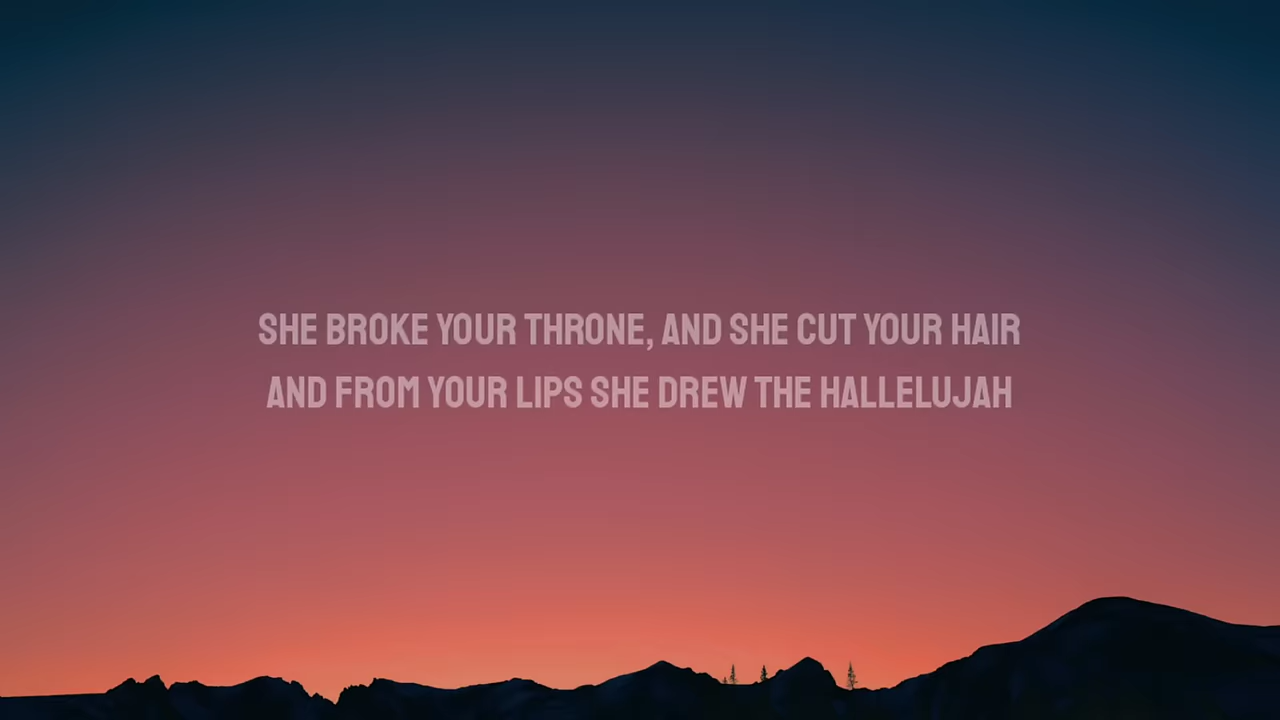 SHE BROKE YOUR THRONE, AND SHE CUT YOUR HAIR
AND FROM YOUR LIPS SHE DREW THE HALLELUJAH